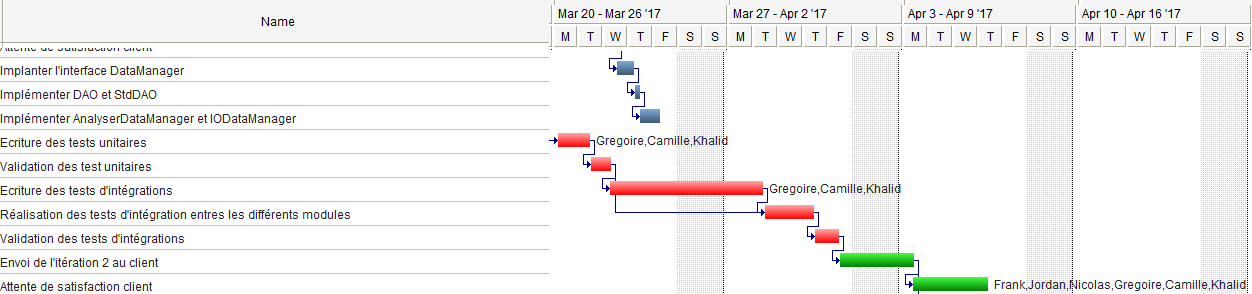 Name
Mar 20 - Mar 26 '17 Mar 27 - Apr 2 '17 Apr 3 - Apr 9 '17 Apr 10 - Apr 16 '17
M T W T F S S M T W T F S S M T W T F S S M T W T F S S
Attente de satisfaction client
Implanter l'interface DataManager
Implémenter DAO et StdDAO
Implémenter AnalyserDataManager et IODataManager
Ecriture des tests unitaires Gregoire,Camille,Khalid
Validation des test unitaires
Ecriture des tests d'intégrations Gregoire,Camille,Khalid
Réalisation des tests d'intégration entres les différents modules
Validation des tests d'intégrations
Envoi de l'itération 2 au client
Attente de satisfaction client Frank,Jordan,Nicolas,Gregoire,Camille,Khalid